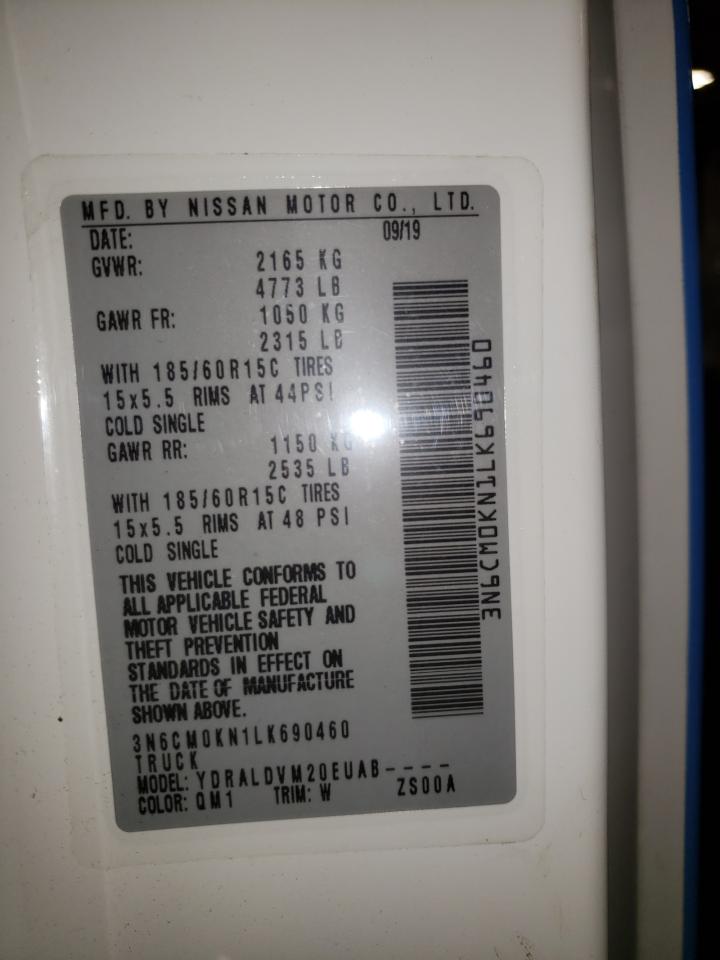 MFD. BY NISSAN MOTOR CO., LTD.
DATE: 09/19
GVWR: 2165 KG
4773 LB
GAWR FR: 1050 KG
2315 LB
WITH 185/60R15C TIRES
15x5.5 RIMS AT 44PSI
COLD SINGLE
GAWR RR: 1150 KG
2535 LB
WITH 185/60R15C TIRES
15x5.5 RIMS AT 48 PSI
COLD SINGLE
THIS VEHICLE CONFORMS TO
ALL APPLICABLE FEDERAL
MOTOR VEHICLE SAFETY AND
THEFT PREVENTION
STANDARDS IN EFFECT ON
THE DATE OF MANUFACTURE
SHOWN ABOVE.
3N6CM0KN1LK690460
TRUCK
MODEL: YDRALDVM20EUAB----
COLOR: QM1 TRIM: W ZS00A
3N6CM0KN1LK690460